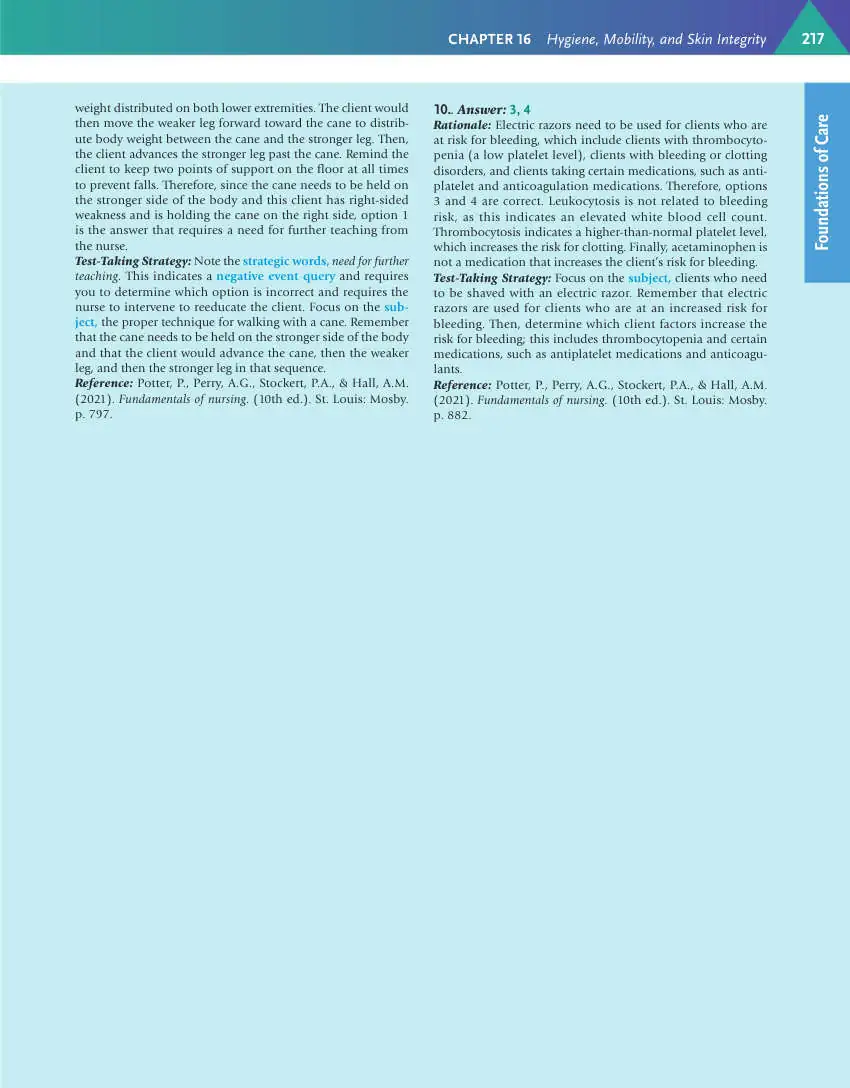 CHAPTER 16 Hygiene, Mobility, and Skin Integrity 217
weight distributed on both lower extremities. The client would
then move the weaker leg forward toward the cane to distrib-
ute body weight between the cane and the stronger leg. Then,
the client advances the stronger leg past the cane. Remind the
client to keep two points of support on the floor at all times
to prevent falls. Therefore, since the cane needs to be held on
the stronger side of the body and this client has right-sided
weakness and is holding the cane on the right side, option 1
is the answer that requires a need for further teaching from
the nurse.
Test-Taking Strategy: Note the strategic words, need for further
teaching. This indicates a negative event query and requires
you to determine which option is incorrect and requires the
nurse to intervene to reeducate the client. Focus on the sub-
ject, the proper technique for walking with a cane. Remember
that the cane needs to be held on the stronger side of the body
and that the client would advance the cane, then the weaker
leg, and then the stronger leg in that sequence.
Reference: Potter, P., Perry, A.G., Stockert, P.A., & Hall, A.M.
(2021). Fundamentals of nursing. (10th ed.). St. Louis: Mosby.
p. 797.
10.. Answer: 3, 4
Rationale: Electric razors need to be used for clients who are
at risk for bleeding, which include clients with thrombocyto-
penia (a low platelet level), clients with bleeding or clotting
disorders, and clients taking certain medications, such as anti-
platelet and anticoagulation medications. Therefore, options
3 and 4 are correct. Leukocytosis is not related to bleeding
risk, as this indicates an elevated white blood cell count.
Thrombocytosis indicates a higher-than-normal platelet level,
which increases the risk for clotting. Finally, acetaminophen is
not a medication that increases the client's risk for bleeding.
Test-Taking Strategy: Focus on the subject, clients who need
to be shaved with an electric razor. Remember that electric
razors are used for clients who are at an increased risk for
bleeding. Then, determine which client factors increase the
risk for bleeding; this includes thrombocytopenia and certain
medications, such as antiplatelet medications and anticoagu-
lants.
Reference: Potter, P., Perry, A.G., Stockert, P.A., & Hall, A.M.
(2021). Fundamentals of nursing. (10th ed.). St. Louis: Mosby.
p. 882.
Foundations of Care